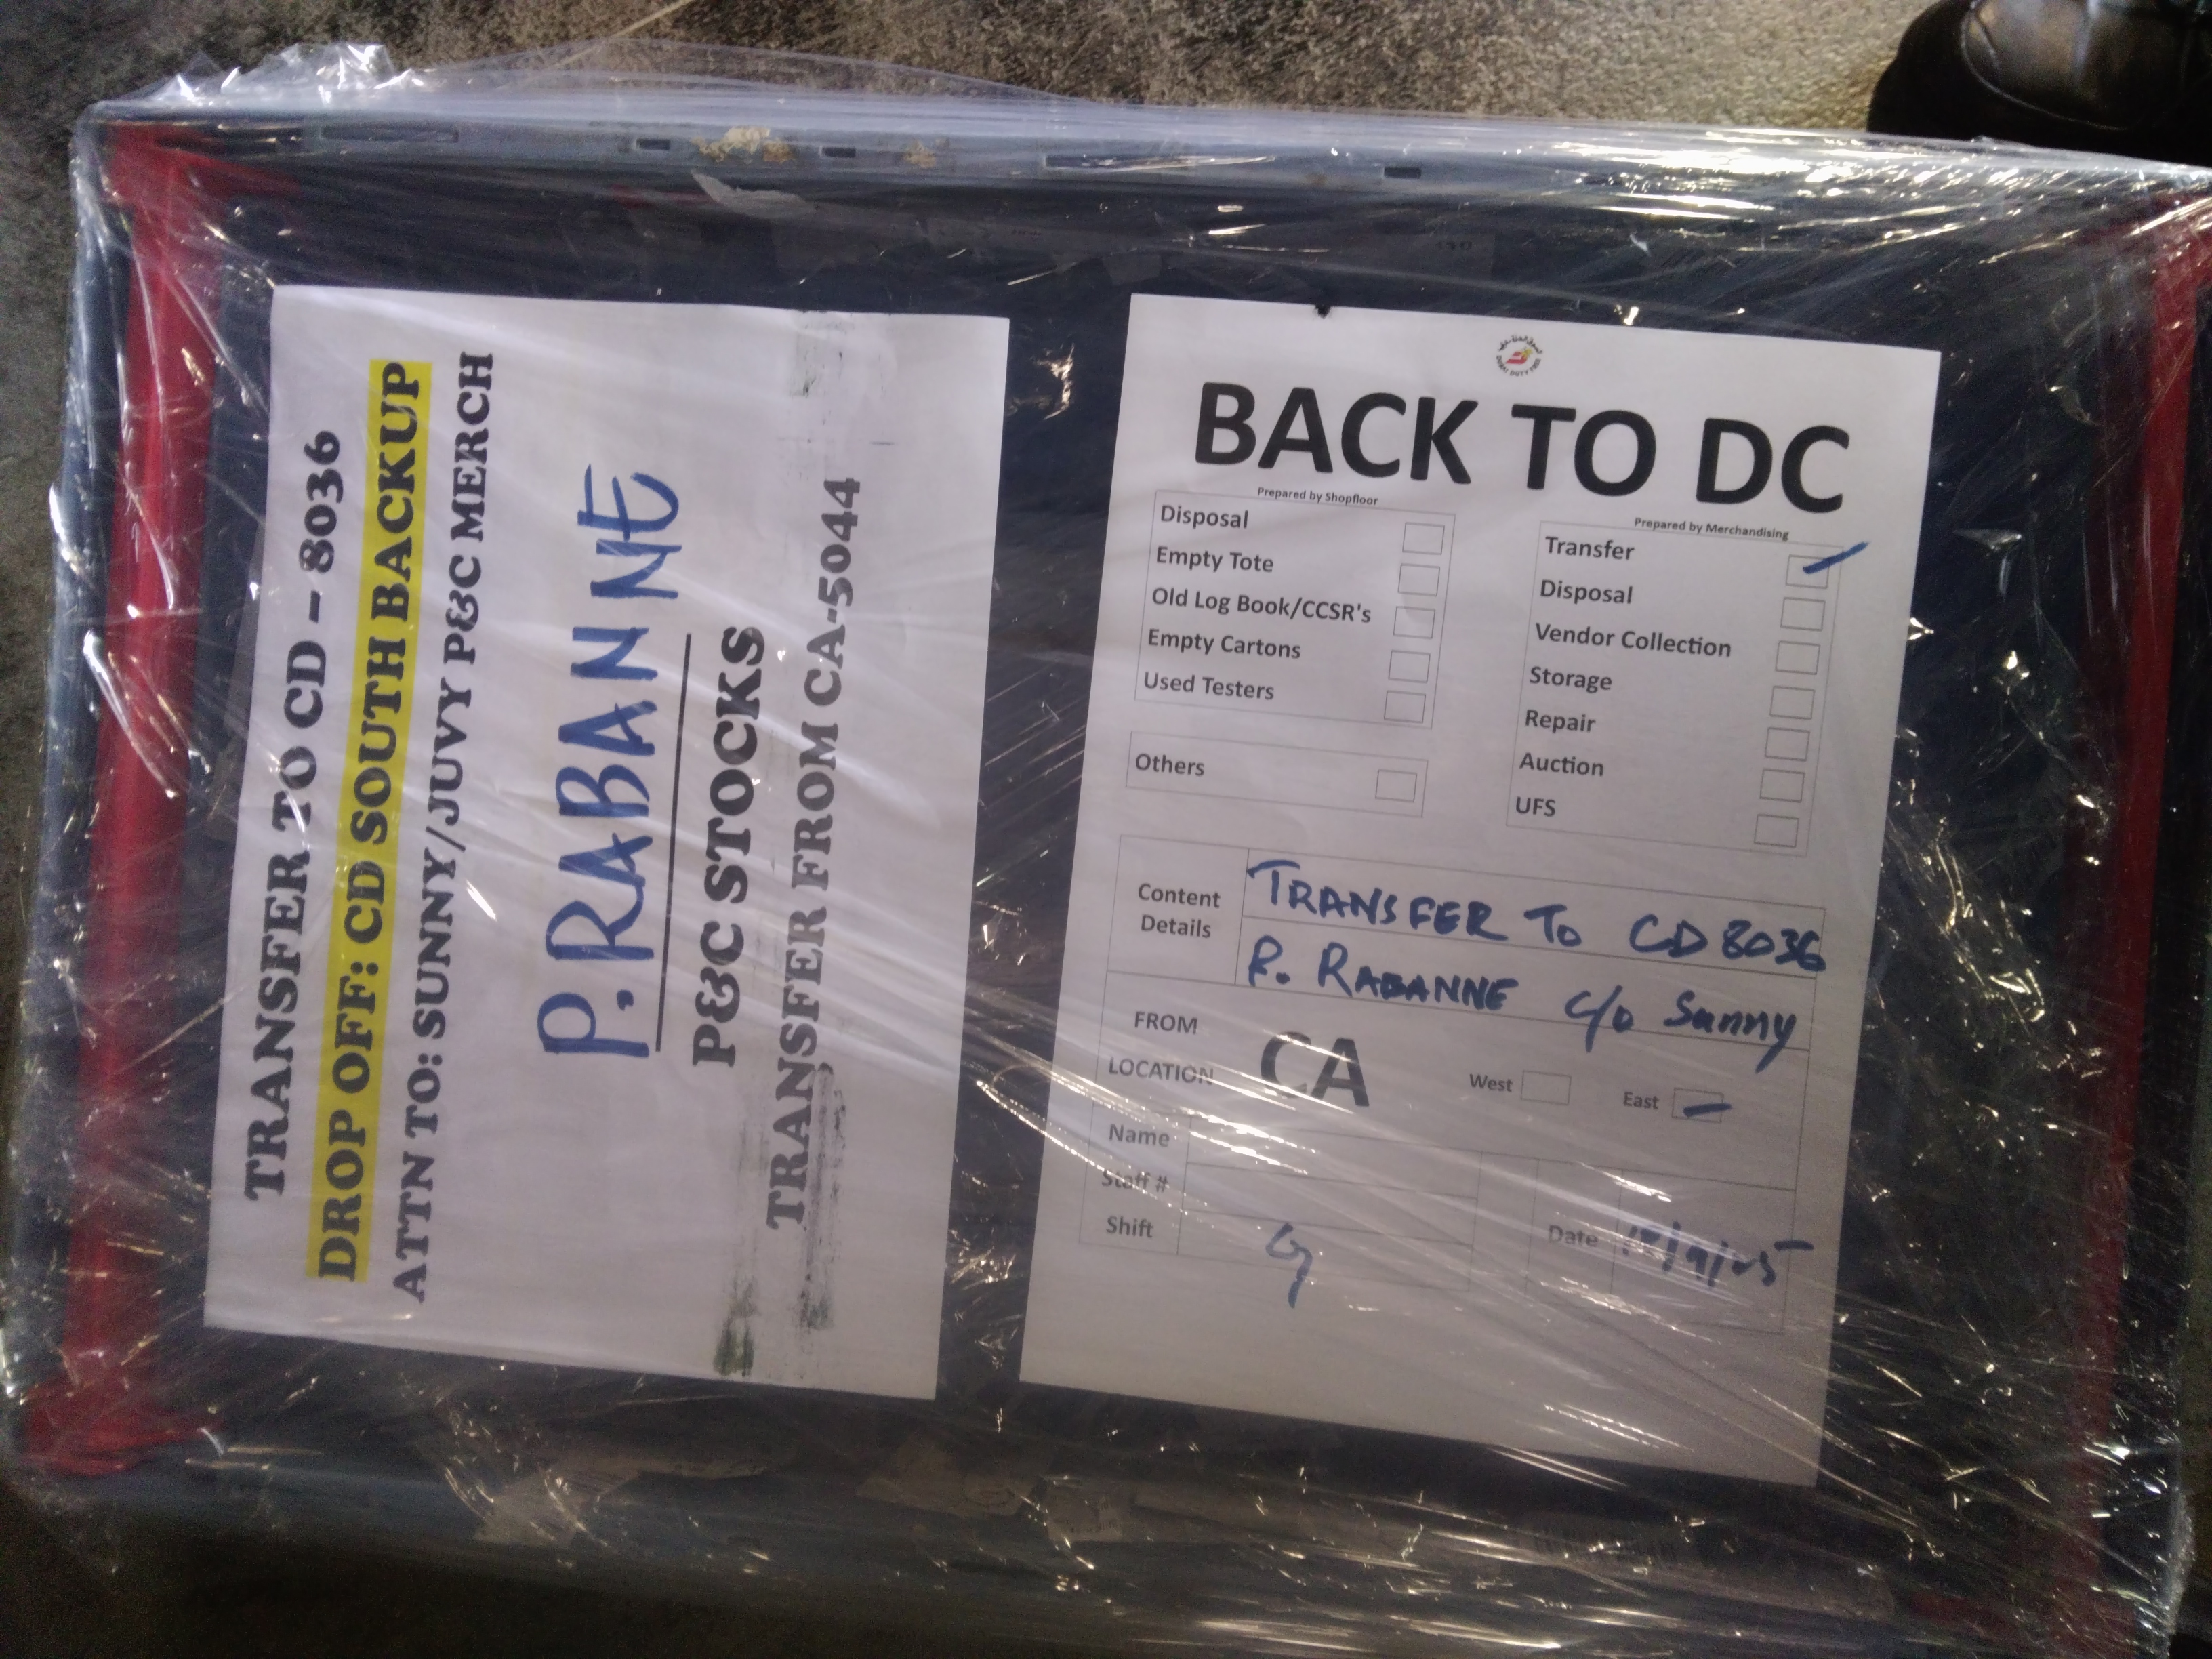 TRANSFER TO CD - 8036
DROP OFF: CD SOUTH BACKUP
ATTN TO: SUNNY/JUVY P&C MERCH
P. RABANNE
P&C STOCKS
TRANSFER FROM CA-5044
DUBAI DUTY FREE
BACK TO DC
Prepared by Shopfloor
Disposal
Empty Tote
Old Log Book/CCSR's
Empty Cartons
Used Testers
Others
Prepared by Merchandising
Transfer
Disposal
Vendor Collection
Storage
Repair
Auction
UFS
Content Details
TRANSFER TO CD 8036
P. RABANNE c/o Sunny
FROM LOCATION
CA
West
East
Name
Staff #
Shift
Date